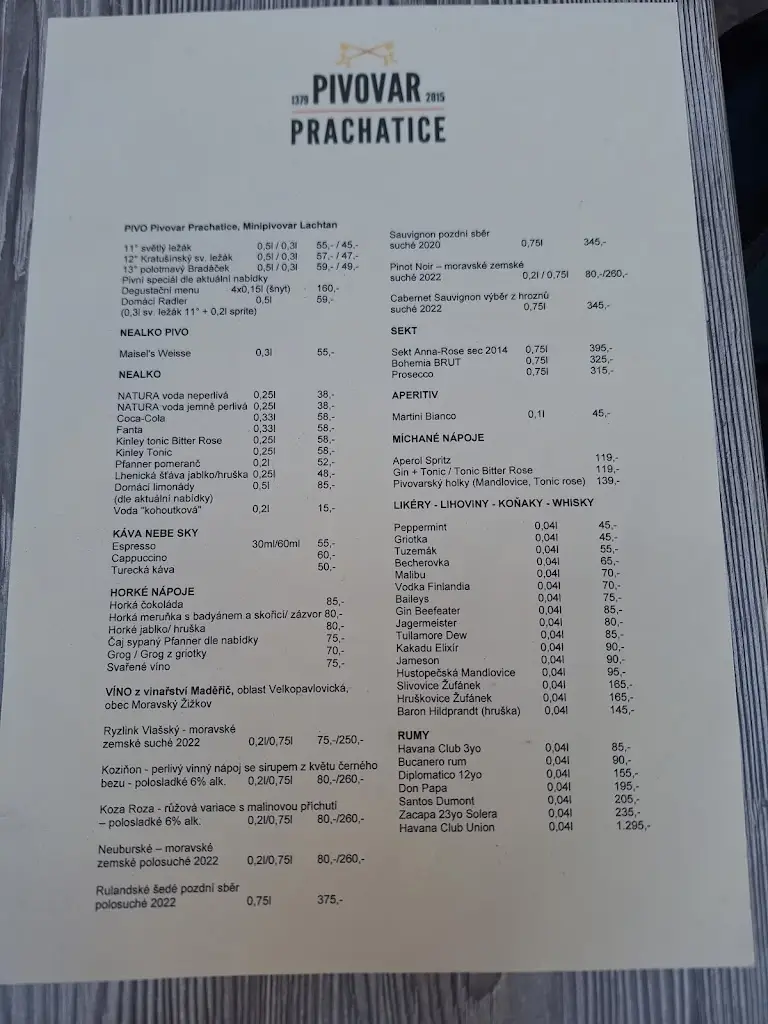 1379 PIVOVAR 2015
PRACHATICE
PIVO Pivovar Prachatice, Minipivovar Lachtan
11° světlý ležák 0,5l / 0,3l 55,- / 45,-
12° Kratušínský sv. ležák 0,5l / 0,3l 57,- / 47,-
13° polotmavý Bradáček 0,5l / 0,3l 59,- / 49,-
Pivní speciál dle aktuální nabídky
Degustační menu 4x0,15l (šnyt) 160,-
Domácí Radler 0,5l 59,-
(0,3l sv. ležák 11° + 0,2l sprite)
NEALKO PIVO
Maisel's Weisse 0,3l 55,-
NEALKO
NATURA voda neperlivá 0,25l 38,-
NATURA voda jemně perlivá 0,25l 38,-
Coca-Cola 0,33l 58,-
Fanta 0,33l 58,-
Kinley tonic Bitter Rose 0,25l 58,-
Kinley Tonic 0,25l 58,-
Pfanner pomeranč 0,2l 52,-
Lhenická šťáva jablko/hruška 0,25l 48,-
Domácí limonády 0,5l 85,-
(dle aktuální nabídky)
Voda "kohoutková" 0,2l 15,-
KÁVA NEBE SKY
Espresso 30ml/60ml 55,-
Cappuccino 60,-
Turecká káva 50,-
HORKÉ NÁPOJE
Horká čokoláda 85,-
Horká meruňka s badyánem a skořicí/ zázvor 80,-
Horké jablko/ hruška 80,-
Čaj sypaný Pfanner dle nabídky 75,-
Grog / Grog z griotky 70,-
Svařené víno 75,-
VÍNO z vinařství Maděřič, oblast Velkopavlovická,
obec Moravský Žižkov
Ryzlink Vlašský - moravské
zemské suché 2022 0,2l/0,75l 75,-/250,-
Koziňon - perlivý vinný nápoj se sirupem z květu černého
bezu - polosladké 6% alk. 0,2l/0,75l 80,-/260,-
Koza Roza - růžová variace s malinovou příchutí
– polosladké 6% alk. 0,2l/0,75l 80,-/260,-
Neuburské – moravské
zemské polosuché 2022 0,2l/0,75l 80,-/260,-
Rulandské šedé pozdní sběr
polosuché 2022 0,75l 375,-
Sauvignon pozdní sběr
suché 2020 0,75l 345,-
Pinot Noir – moravské zemské
suché 2022 0,2l / 0,75l 80,-/260,-
Cabernet Sauvignon výběr z hroznů
suché 2022 0,75l 345,-
SEKT
Sekt Anna-Rose sec 2014 0,75l 395,-
Bohemia BRUT 0,75l 325,-
Prosecco 0,75l 315,-
APERITIV
Martini Bianco 0,1l 45,-
MÍCHANÉ NÁPOJE
Aperol Spritz 119,-
Gin + Tonic / Tonic Bitter Rose 119,-
Pivovarský holky (Mandlovice, Tonic rose) 139,-
LIKÉRY - LIHOVINY - KOŇAKY - WHISKY
Peppermint 0,04l 45,-
Griotka 0,04l 45,-
Tuzemák 0,04l 55,-
Becherovka 0,04l 65,-
Malibu 0,04l 70,-
Vodka Finlandia 0,04l 70,-
Baileys 0,04l 75,-
Gin Beefeater 0,04l 85,-
Jagermeister 0,04l 80,-
Tullamore Dew 0,04l 85,-
Kakadu Elixír 0,04l 90,-
Jameson 0,04l 90,-
Hustopečská Mandlovice 0,04l 95,-
Slivovice Žufánek 0,04l 165,-
Hruškovice Žufánek 0,04l 165,-
Baron Hildprandt (hruška) 0,04l 145,-
RUMY
Havana Club 3yo 0,04l 85,-
Bucanero rum 0,04l 90,-
Diplomatico 12yo 0,04l 155,-
Don Papa 0,04l 195,-
Santos Dumont 0,04l 205,-
Zacapa 23yo Solera 0,04l 235,-
Havana Club Union 0,04l 1.295,-